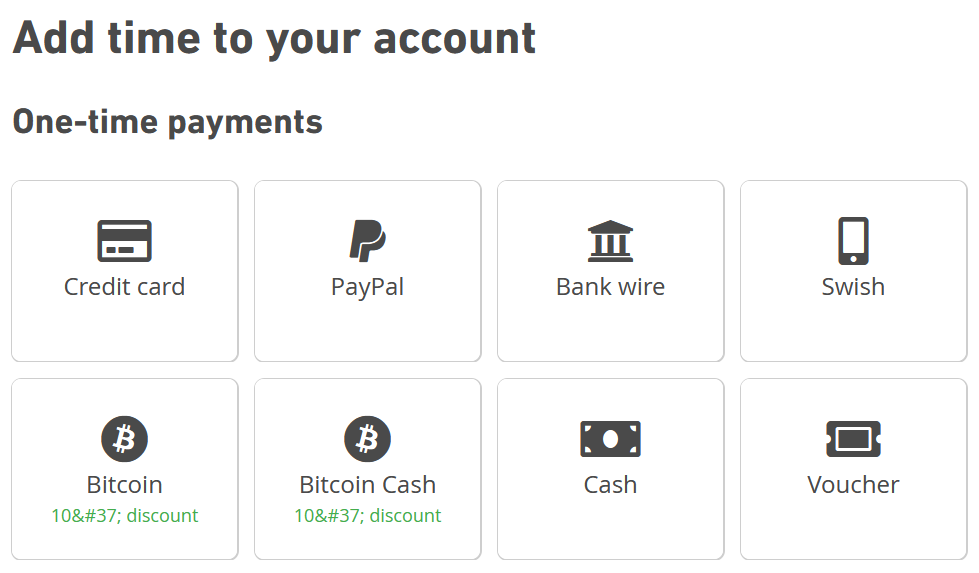 Add time to your account
One-time payments
Credit card
PayPal
Bank wire
Swish
Bitcoin
10&#37; discount
Bitcoin Cash
10&#37; discount
Cash
Voucher